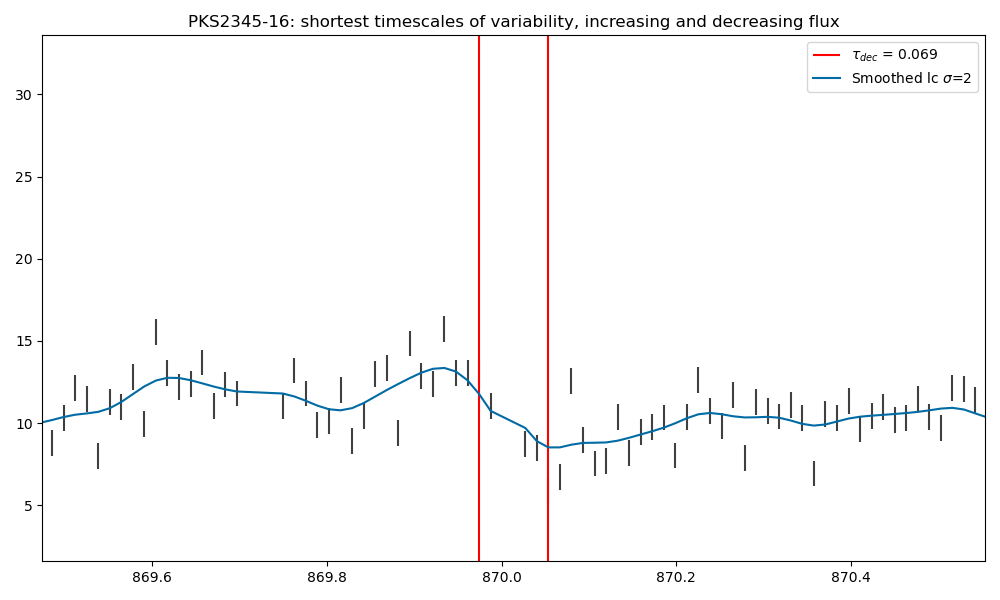 PKS2345-16: shortest timescales of variability, increasing and decreasing flux
τ_dec = 0.069
Smoothed lc σ=2
30
25
20
15
10
5
869.6 869.8 870.0 870.2 870.4